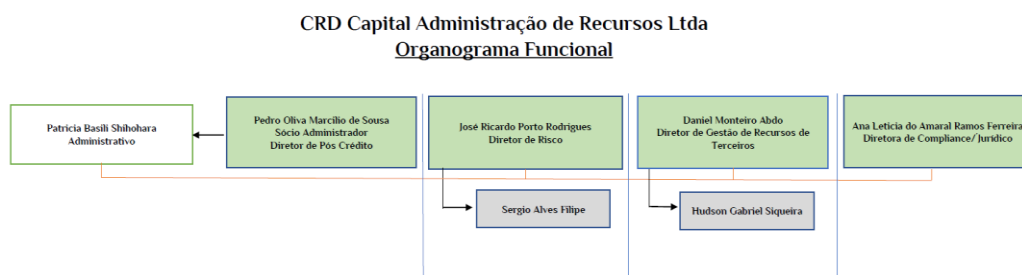 CRD Capital Administração de Recursos Ltda
Organograma Funcional
Patricia Basili Shihohara
Administrativo
Pedro Oliva Marcilio de Sousa
Sócio Administrador
Diretor de Pós Crédito
José Ricardo Porto Rodrigues
Diretor de Risco
Daniel Monteiro Abdo
Diretor de Gestão de Recursos de
Terceiros
Ana Letícia do Amaral Ramos Ferreira
Diretora de Compliance/ Jurídico
Sergio Alves Filipe
Hudson Gabriel Siqueira